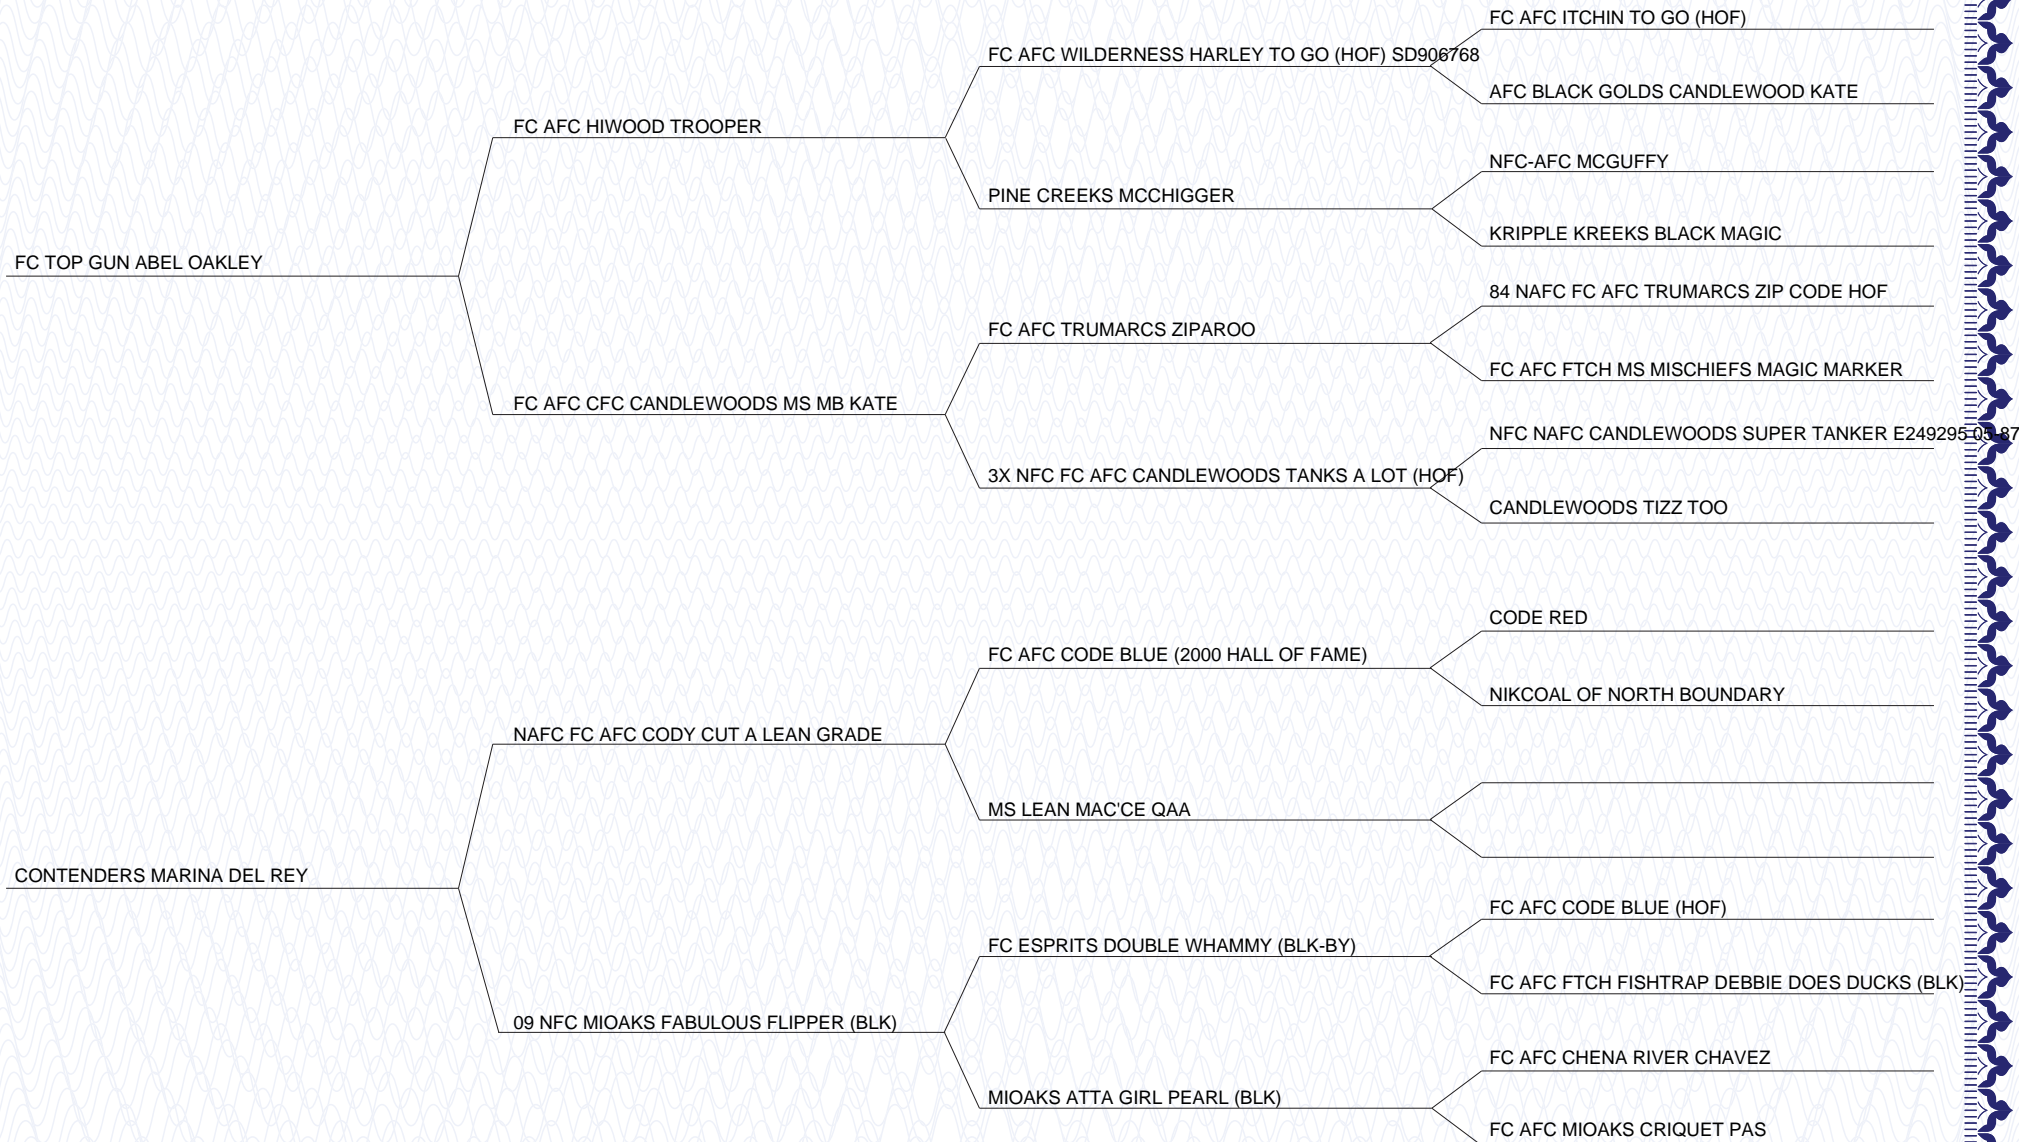 FC AFC ITCHIN TO GO (HOF)
FC AFC WILDERNESS HARLEY TO GO (HOF) SD906768
AFC BLACK GOLDS CANDLEWOOD KATE
FC AFC HIWOOD TROOPER
NFC-AFC MCGUFFY
PINE CREEKS MCCHIGGER
KRIPPLE KREEKS BLACK MAGIC
FC TOP GUN ABEL OAKLEY
84 NAFC FC AFC TRUMARCS ZIP CODE HOF
FC AFC TRUMARCS ZIPAROO
FC AFC FTCH MS MISCHIEFS MAGIC MARKER
FC AFC CFC CANDLEWOODS MS MB KATE
NFC NAFC CANDLEWOODS SUPER TANKER E249295 05-87
3X NFC FC AFC CANDLEWOODS TANKS A LOT (HOF)
CANDLEWOODS TIZZ TOO
CODE RED
FC AFC CODE BLUE (2000 HALL OF FAME)
NIKCOAL OF NORTH BOUNDARY
NAFC FC AFC CODY CUT A LEAN GRADE
MS LEAN MAC'CE QAA
CONTENDERS MARINA DEL REY
FC AFC CODE BLUE (HOF)
FC ESPRITS DOUBLE WHAMMY (BLK-BY)
FC AFC FTCH FISHTRAP DEBBIE DOES DUCKS (BLK)
09 NFC MIOAKS FABULOUS FLIPPER (BLK)
FC AFC CHENA RIVER CHAVEZ
MIOAKS ATTA GIRL PEARL (BLK)
FC AFC MIOAKS CRIQUET PAS